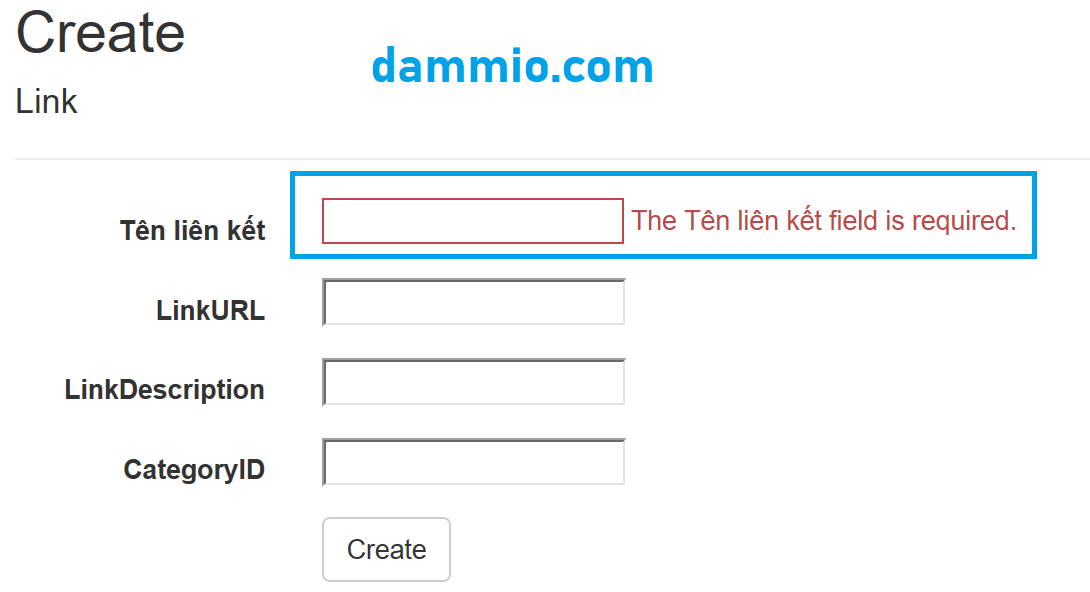 Create
dammio.com
Link
Tên liên kết
The Tên liên kết field is required.
LinkURL
LinkDescription
CategoryID
Create